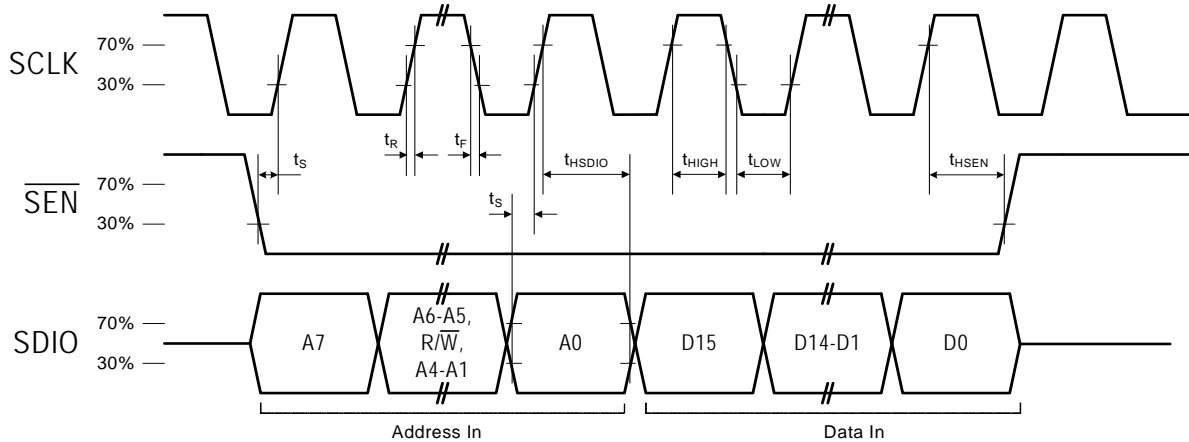 SCLK
70%
30%
tR
tF
tS
tHSDIO
tHIGH
tLOW
tHSEN
SEN
70%
30%
tS
SDIO
70%
30%
A7
A6-A5,
R/W,
A4-A1
A0
D15
D14-D1
D0
Address In
Data In